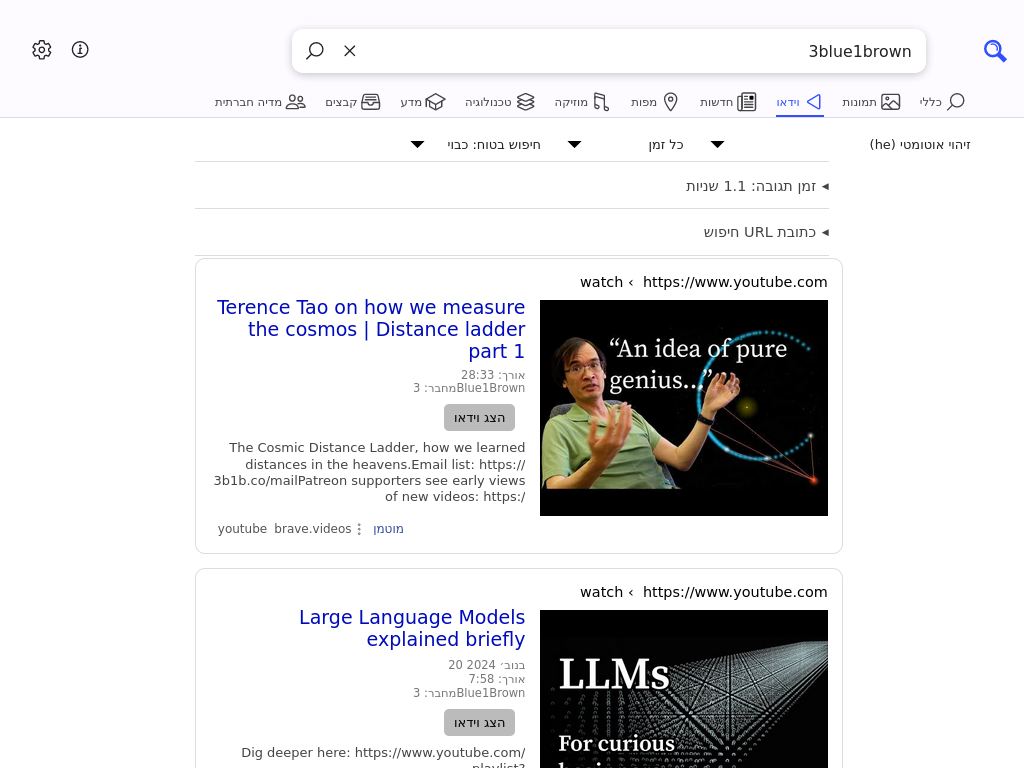 3blue1brown
כללי
תמונות
וידאו
חדשות
מפות
מוזיקה
טכנולוגיה
מדע
קבצים
מדיה חברתית
זיהוי אוטומטי (he)
כל זמן
חיפוש בטוח: כבוי
זמן תגובה: 1.1 שניות
כתובת URL חיפוש
https://www.youtube.com › watch
“An idea of pure
genius...”
Terence Tao on how we measure
the cosmos | Distance ladder
part 1
אורך: 28:33
מחבר: 3Blue1Brown
הצג וידאו
The Cosmic Distance Ladder, how we learned
distances in the heavens.Email list: https://
3b1b.co/mailPatreon supporters see early views
of new videos: https:/
youtube brave.videos
מוטמן
https://www.youtube.com › watch
LLMs
For curious
Large Language Models
explained briefly
20 בנוב׳ 2024
אורך: 7:58
מחבר: 3Blue1Brown
הצג וידאו
Dig deeper here: https://www.youtube.com/
playlist?